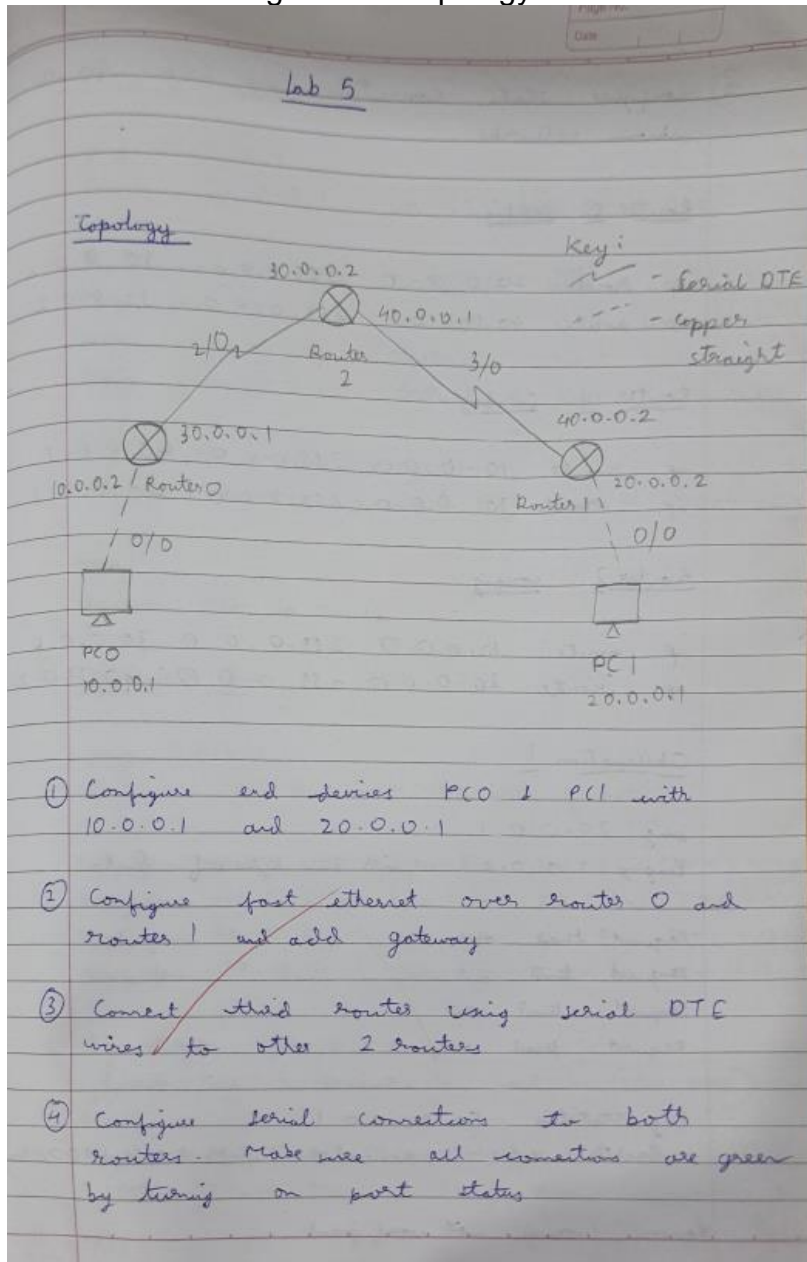 Page No.
Date
Lab 5
Topology
Key:
30.0.0.2
- Serial DTE
40.0.0.1
- copper
straight
2/0
Router
2
3/0
40.0.0.2
30.0.0.1
10.0.0.2
Router 0
20.0.0.2
Router 1
0/0
0/0
PC0
10.0.0.1
PC1
20.0.0.1
① Configure end devices PC0 & PC1 with
10.0.0.1 and 20.0.0.1
② Configure fast ethernet over router 0 and
router 1 and add gateway
③ Connect third router using serial DTE
wires to other 2 routers
④ Configure serial connections to both
routers. Make sure all connections are green
by turning on port status